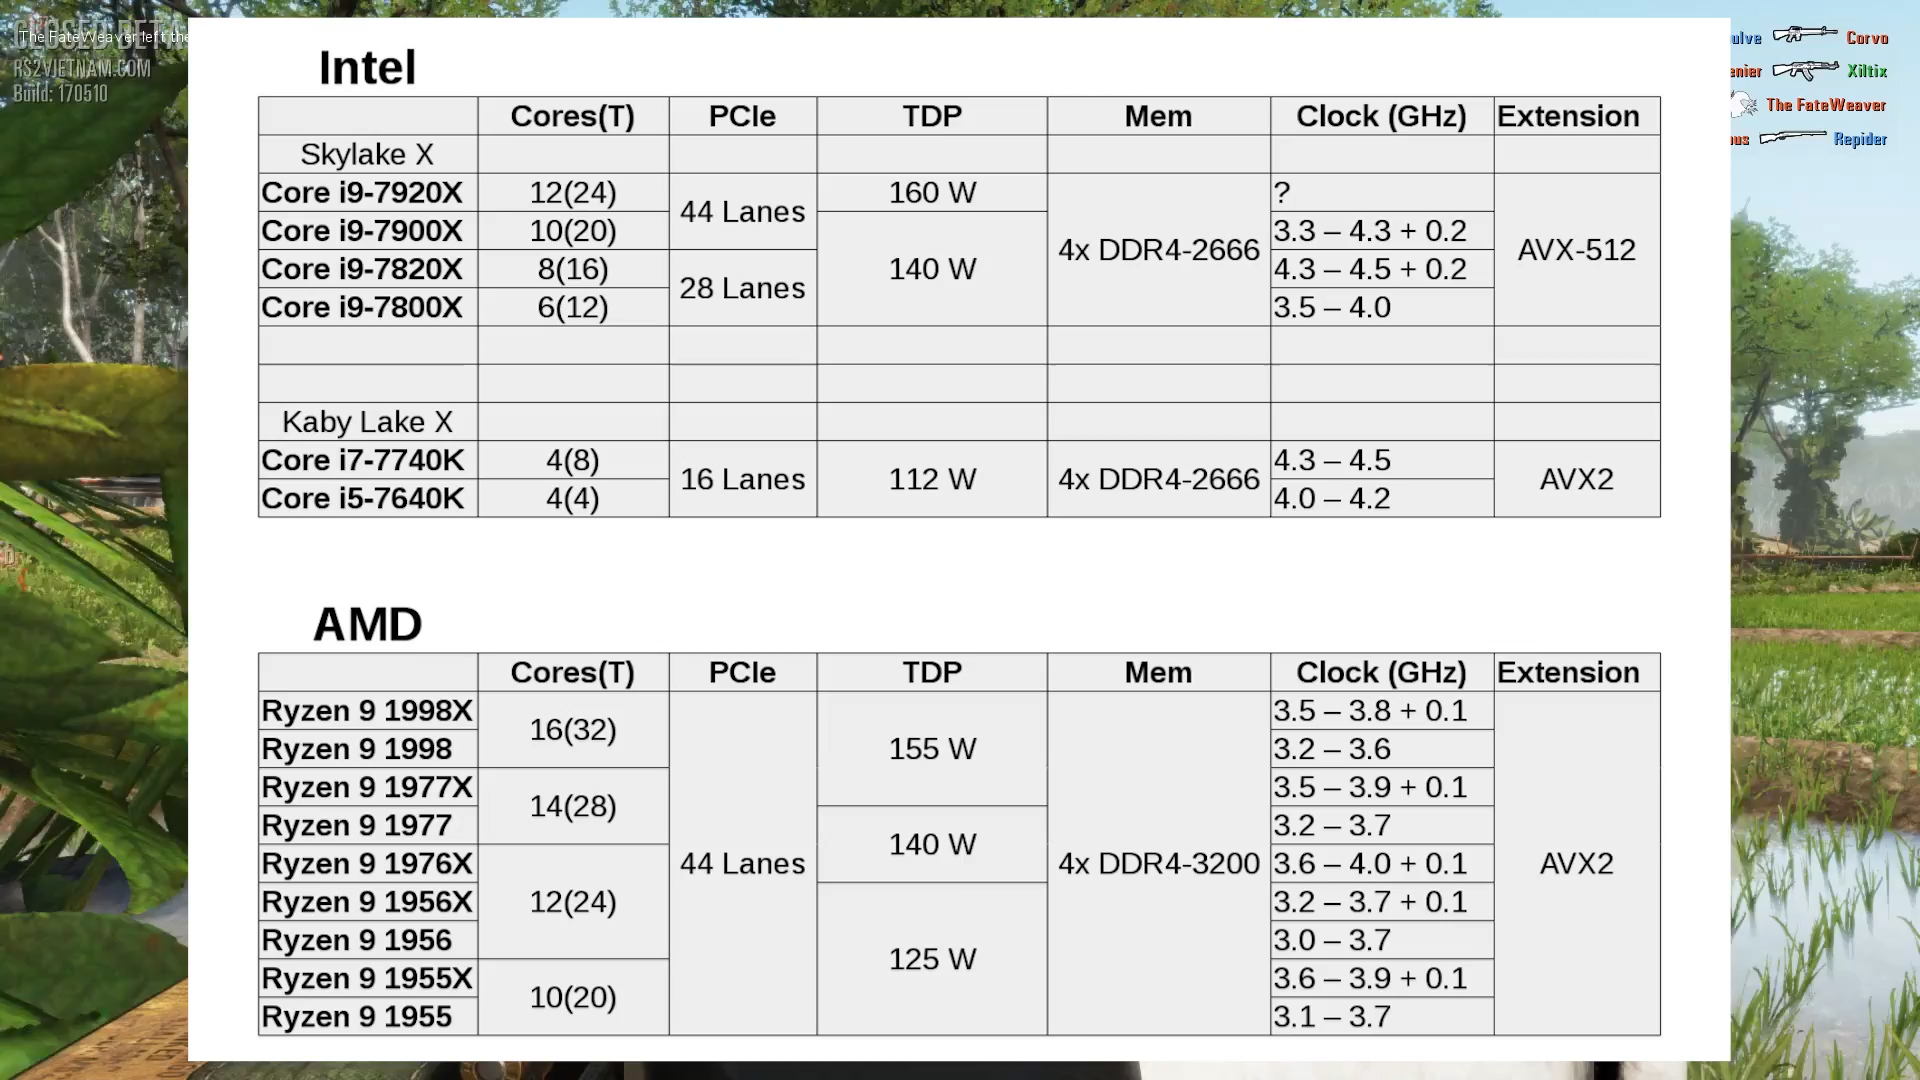 CLOSED BETA
The FateWeaver left the
RS2VIETNAM.COM
Build: 170510
Corvo
Xiltix
The FateWeaver
Repider
Intel
Cores(T) PCIe TDP Mem Clock (GHz) Extension
Skylake X
Core i9-7920X 12(24) 44 Lanes 160 W 4x DDR4-2666 ? AVX-512
Core i9-7900X 10(20) 140 W 3.3 – 4.3 + 0.2
Core i9-7820X 8(16) 28 Lanes 4.3 – 4.5 + 0.2
Core i9-7800X 6(12) 3.5 – 4.0
Kaby Lake X
Core i7-7740K 4(8) 16 Lanes 112 W 4x DDR4-2666 4.3 – 4.5 AVX2
Core i5-7640K 4(4) 4.0 – 4.2
AMD
Cores(T) PCIe TDP Mem Clock (GHz) Extension
Ryzen 9 1998X 16(32) 44 Lanes 155 W 4x DDR4-3200 3.5 – 3.8 + 0.1 AVX2
Ryzen 9 1998 3.2 – 3.6
Ryzen 9 1977X 14(28) 3.5 – 3.9 + 0.1
Ryzen 9 1977 140 W 3.2 – 3.7
Ryzen 9 1976X 12(24) 3.6 – 4.0 + 0.1
Ryzen 9 1956X 125 W 3.2 – 3.7 + 0.1
Ryzen 9 1956 3.0 – 3.7
Ryzen 9 1955X 10(20) 3.6 – 3.9 + 0.1
Ryzen 9 1955 3.1 – 3.7